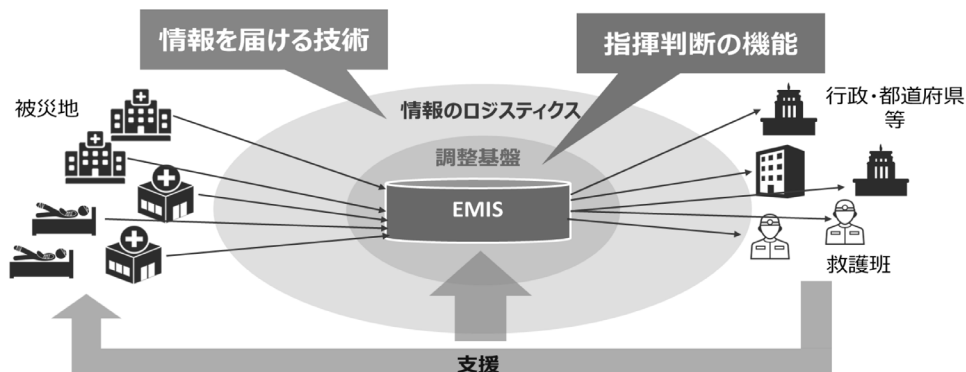 情報を届ける技術
指揮判断の機能
被災地
情報のロジスティクス
行政・都道府県
等
調整基盤
EMIS
救護班
支援